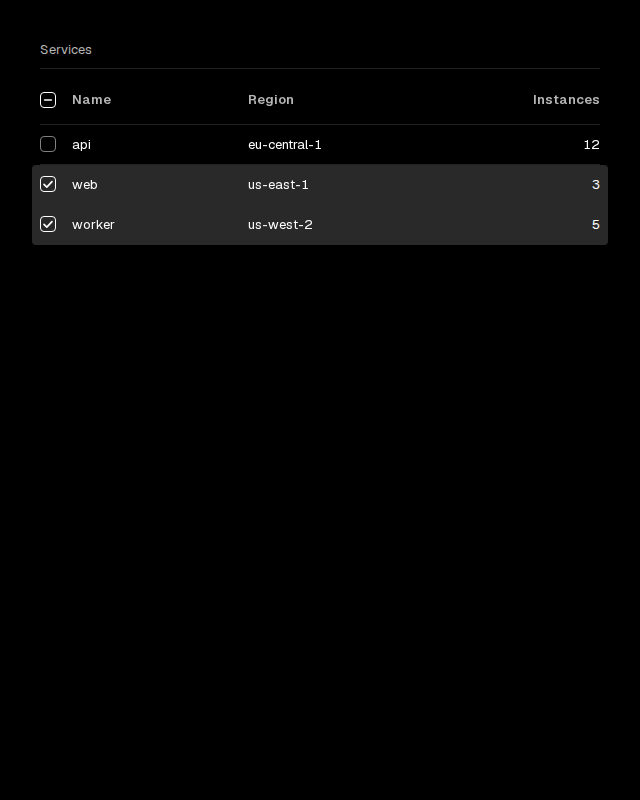 Services
Name Region Instances
api eu-central-1 12
web us-east-1 3
worker us-west-2 5